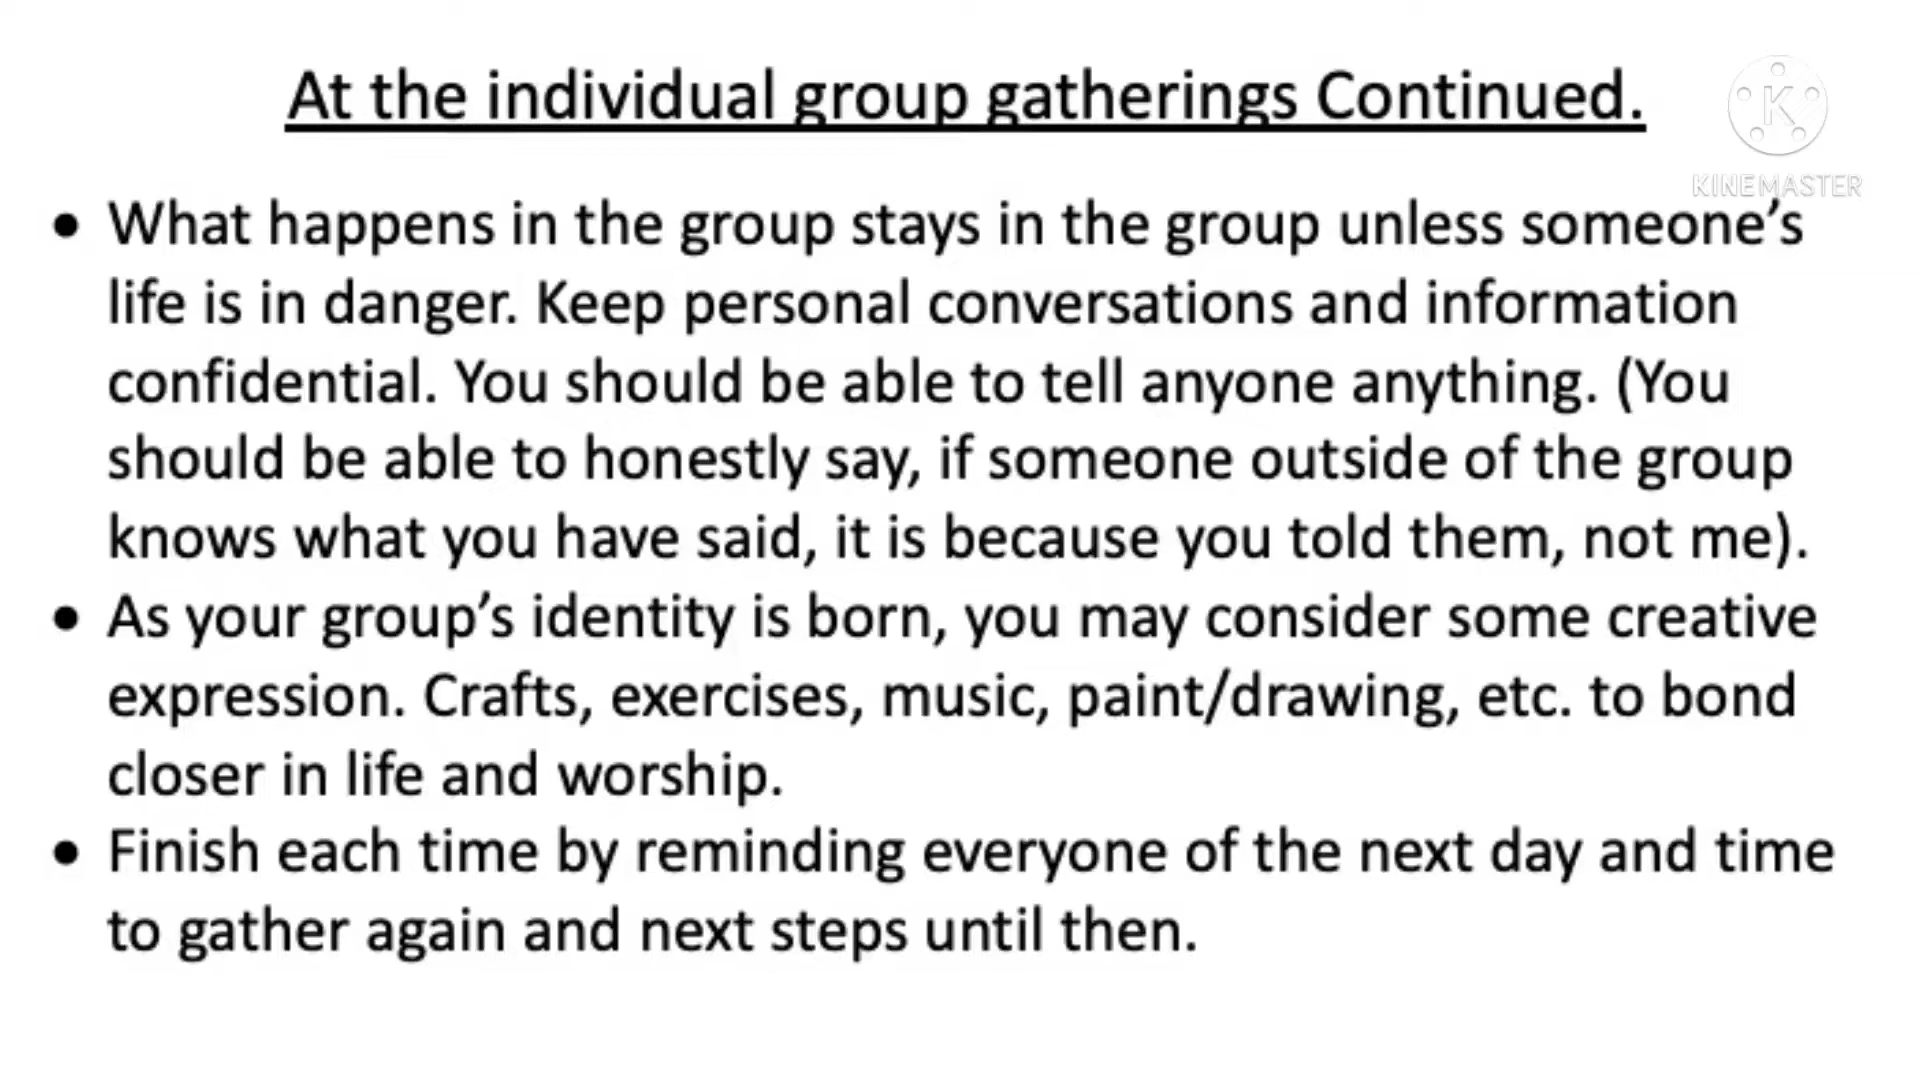 At the individual group gatherings Continued.
K
KINEMASTER
• What happens in the group stays in the group unless someone’s
life is in danger. Keep personal conversations and information
confidential. You should be able to tell anyone anything. (You
should be able to honestly say, if someone outside of the group
knows what you have said, it is because you told them, not me).
• As your group’s identity is born, you may consider some creative
expression. Crafts, exercises, music, paint/drawing, etc. to bond
closer in life and worship.
• Finish each time by reminding everyone of the next day and time
to gather again and next steps until then.